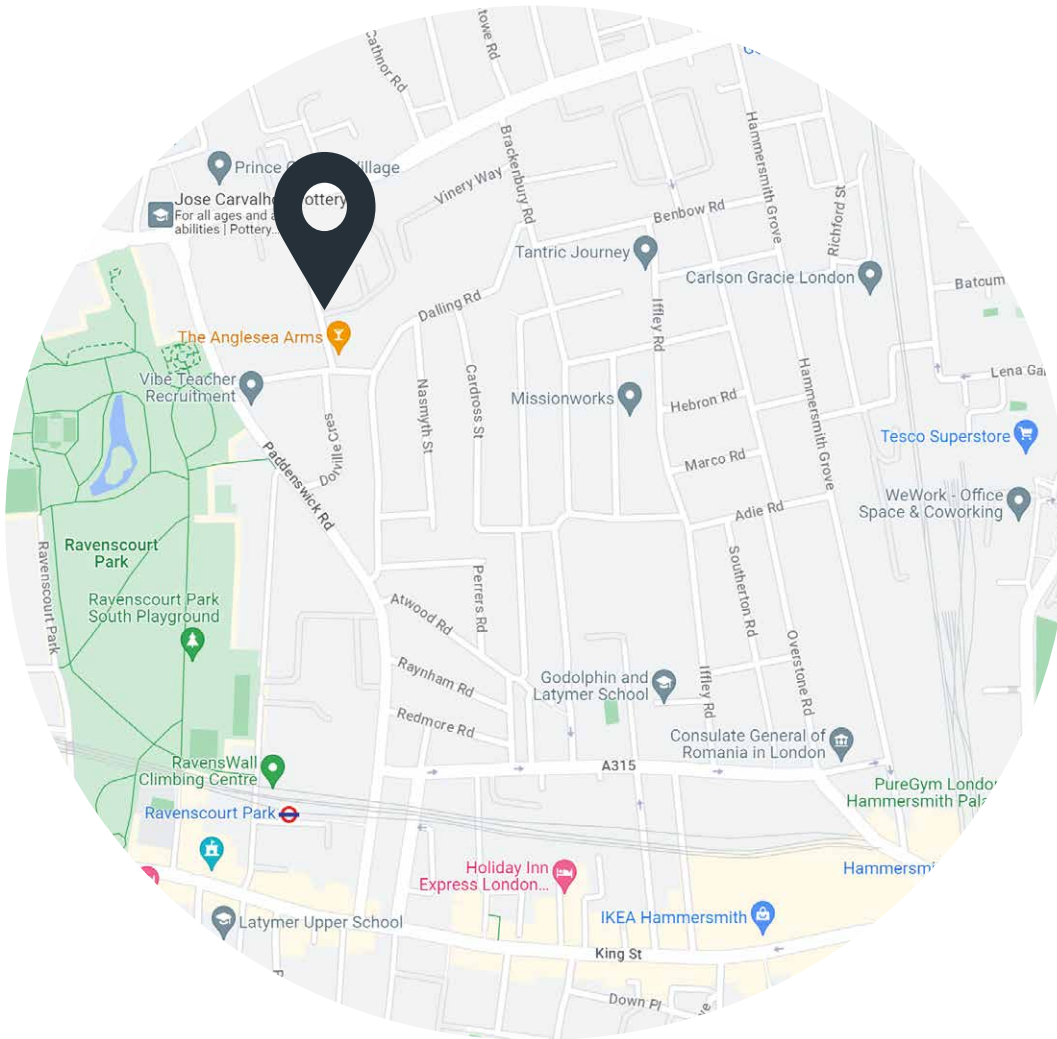 Cathnor Rd
towe Rd
Prince
Village
Jose Carvalho
Pottery
For all ages and a
abilities | Pottery...
Brackenbury Rd
Vinery Way
Hammersmith Grove
Benbow Rd
Richford St
Tantric Journey
Carlson Gracie London
Batoum
Dalling Rd
Iffley Rd
The Anglesea Arms
Vibe Teacher
Recruitment
Nasmyth St
Cardross St
Missionworks
Hebron Rd
Hammersmith Grove
Lena Ga
Tesco Superstore
Marco Rd
Paddenswick Rd
WeWork - Office
Space & Coworking
Adie Rd
Ravenscourt
Park
Ravenscourt Park
Ravenscourt Park
South Playground
Perrers Rd
Southerton Rd
Atwood Rd
Overstone Rd
Raynham Rd
Godolphin and
Latymer School
Iffley Rd
Redmore Rd
Consulate General of
Romania in London
RavensWall
Climbing Centre
A315
PureGym London
Hammersmith Pala
Ravenscourt Park
Holiday Inn
Express London...
Hammersmi
Latymer Upper School
IKEA Hammersmith
King St
Down Pl